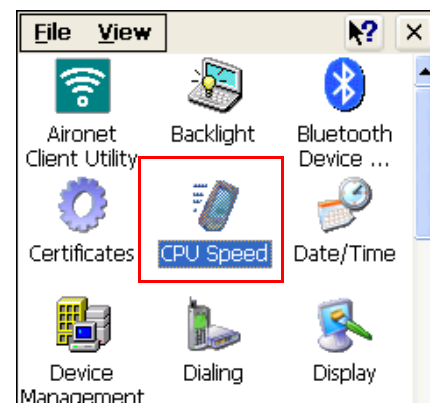 File View
Aironet Backlight Bluetooth
Client Utility Device ...
Certificates CPU Speed Date/Time
Device Dialing Display
Management